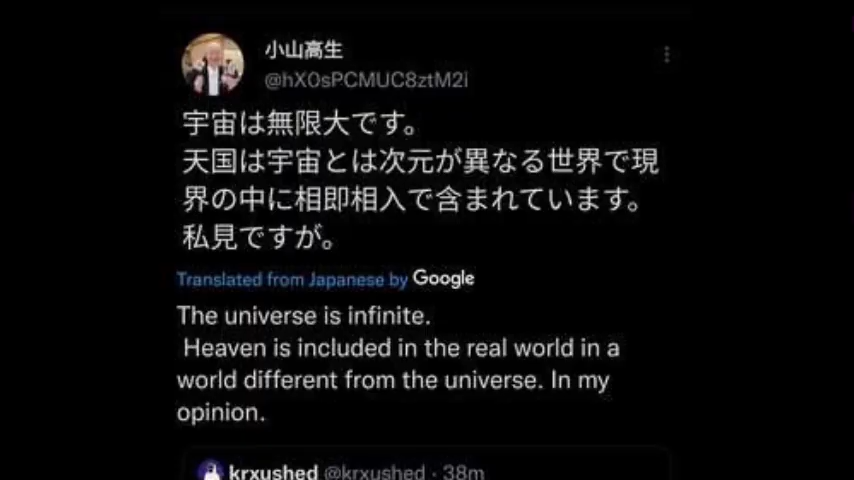 小山高生
@hX0sPCMUC8ztM2i
宇宙は無限大です。
天国は宇宙とは次元が異なる世界で現
界の中に相即相入で含まれています。
私見ですが。
Translated from Japanese by Google
The universe is infinite.
Heaven is included in the real world in a
world different from the universe. In my
opinion.
krxushed @krxushed · 38m